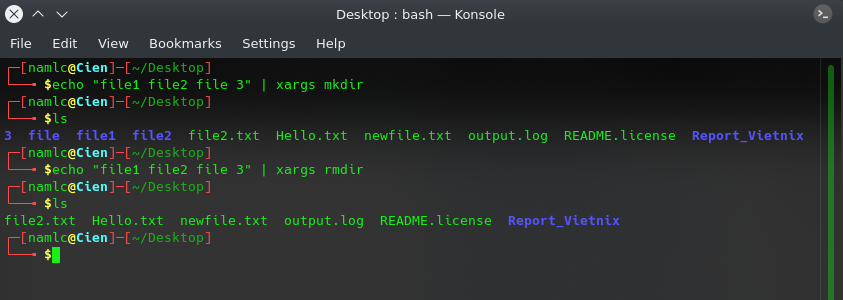 Desktop : bash — Konsole
File Edit View Bookmarks Settings Help
┌─[namlc@Cien]─[~/Desktop]
└──╼ $echo "file1 file2 file 3" | xargs mkdir
┌─[namlc@Cien]─[~/Desktop]
└──╼ $ls
3 file file1 file2 file2.txt Hello.txt newfile.txt output.log README.license Report_Vietnix
┌─[namlc@Cien]─[~/Desktop]
└──╼ $echo "file1 file2 file 3" | xargs rmdir
┌─[namlc@Cien]─[~/Desktop]
└──╼ $ls
file2.txt Hello.txt newfile.txt output.log README.license Report_Vietnix
┌─[namlc@Cien]─[~/Desktop]
└──╼ $